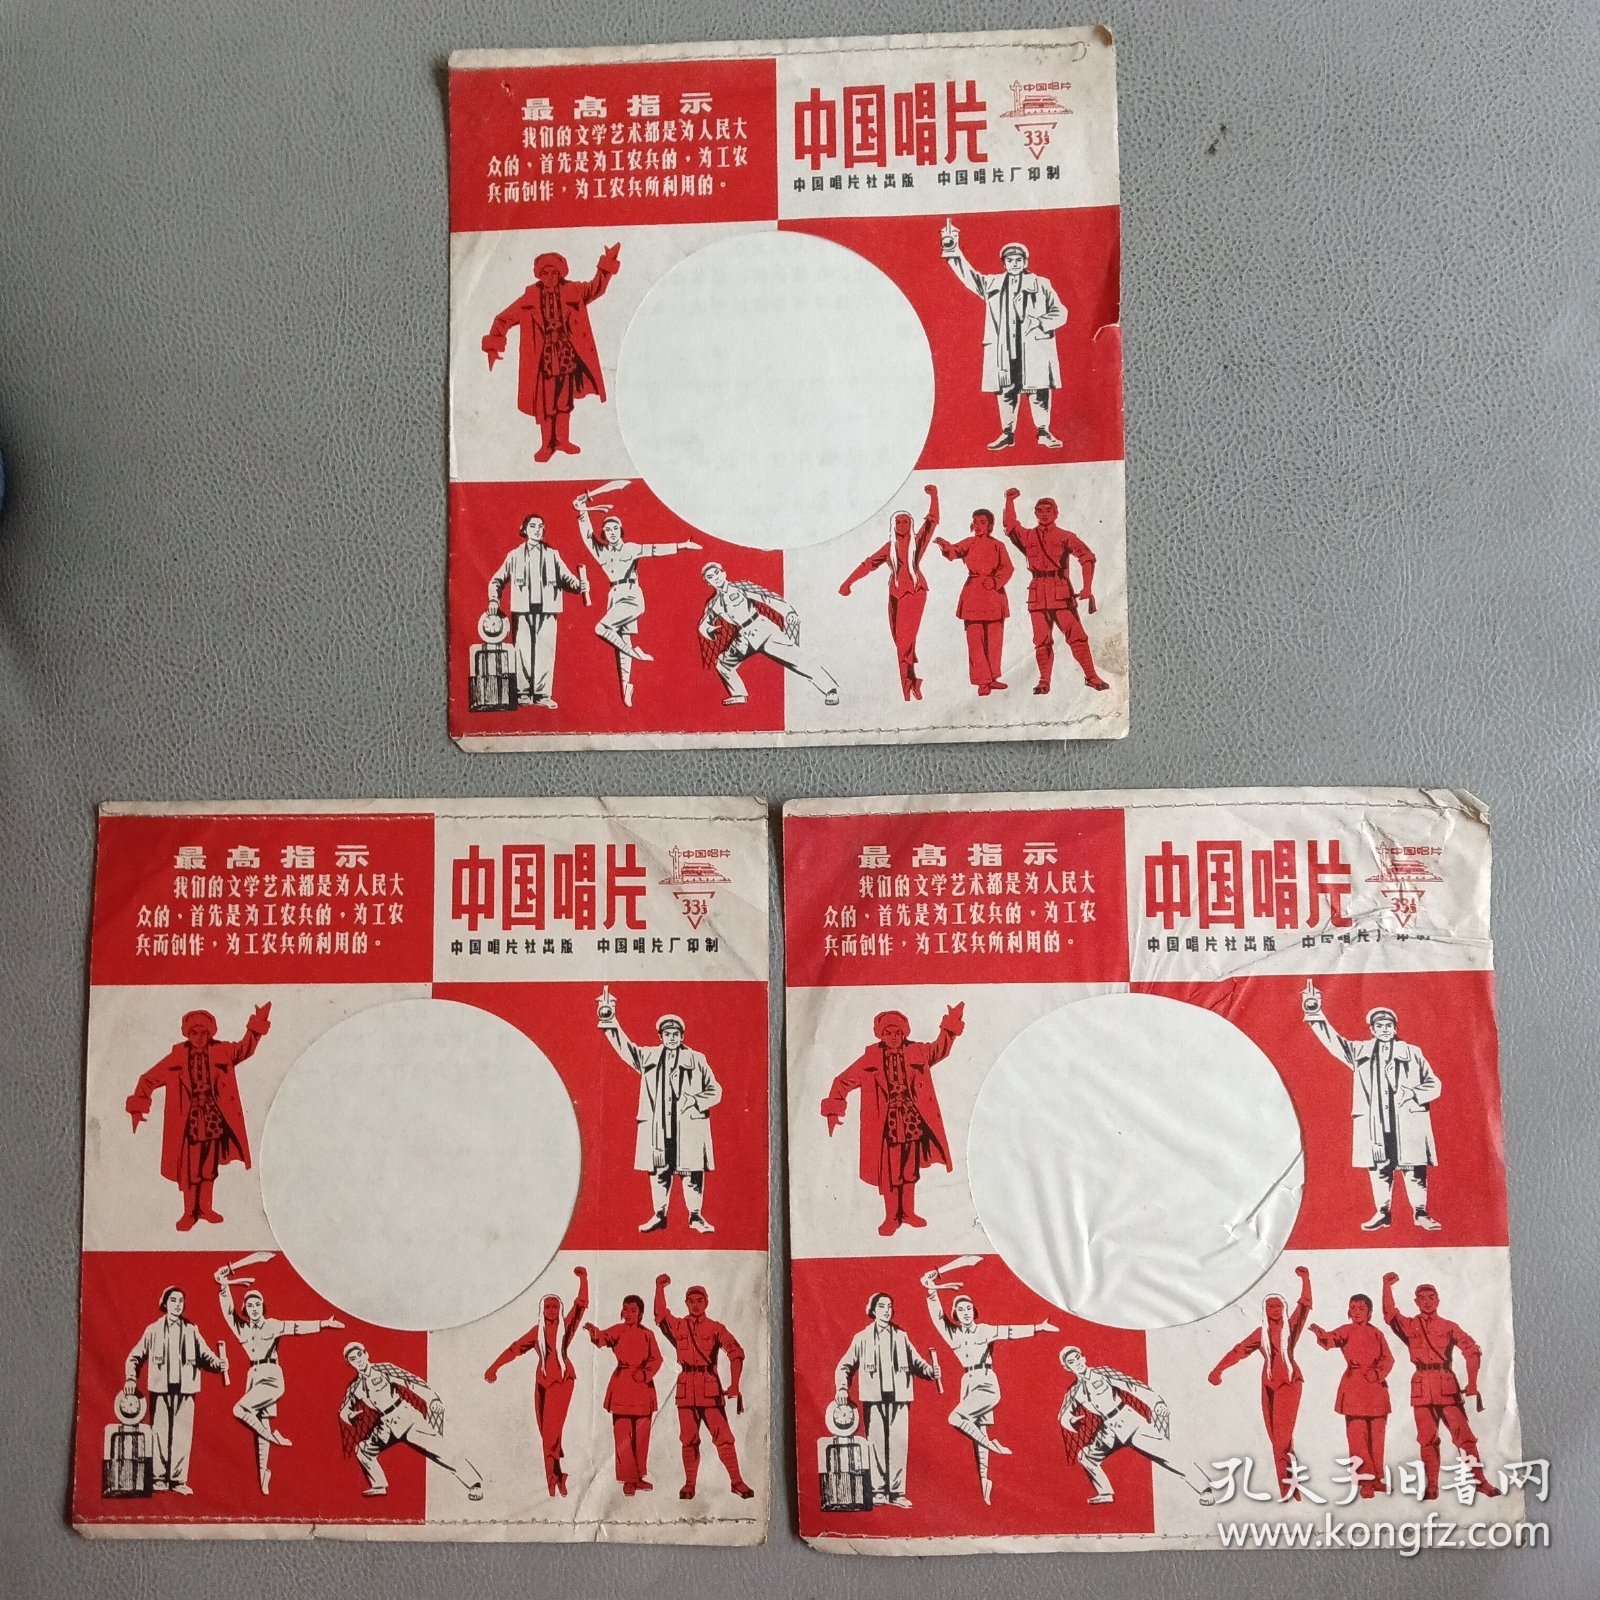 最高指示
我们的文学艺术都是为人民大
众的，首先是为工农兵的，为工农
兵而创作，为工农兵所利用的。
中国唱片
中国唱片
33⅓
中国唱片社出版 中国唱片厂印制
最高指示
我们的文学艺术都是为人民大
众的，首先是为工农兵的，为工农
兵而创作，为工农兵所利用的。
中国唱片
中国唱片
33⅓
中国唱片社出版 中国唱片厂印制
最高指示
我们的文学艺术都是为人民大
众的，首先是为工农兵的，为工农
兵而创作，为工农兵所利用的。
中国唱片
中国唱片
33⅓
中国唱片社出版 中国唱片厂印制
孔夫子旧书网
www.kongfz.com